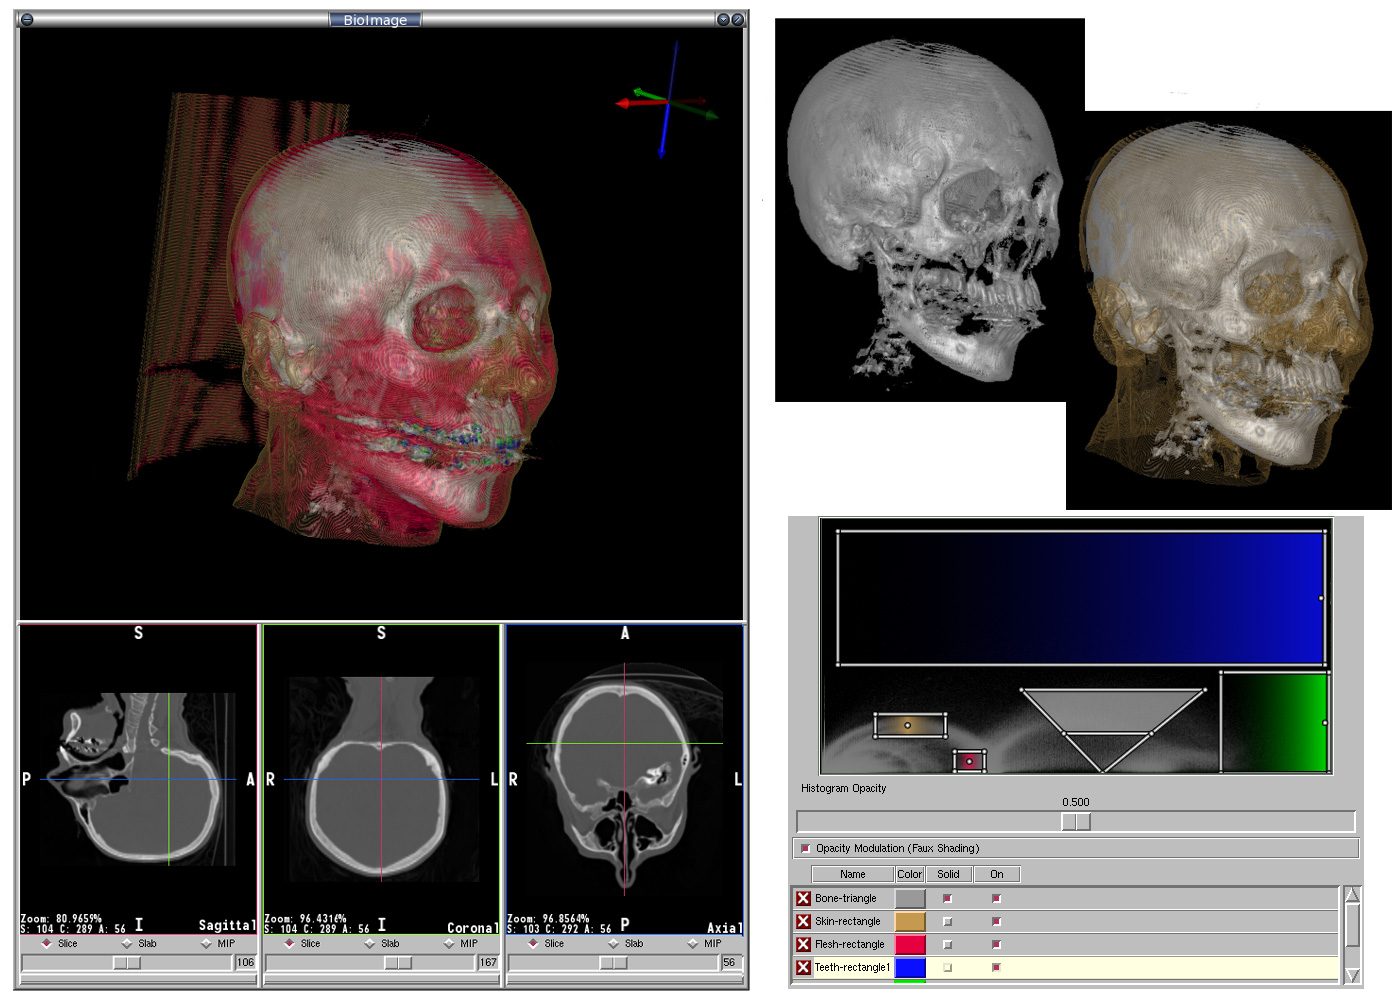 BioImage
S
P
A
Zoom: 80.9659%
S: 104 C: 289 A: 56
I
Sagittal
Slice
Slab
MIP
106
S
R
L
Zoom: 96.4316%
S: 104 C: 289 A: 56
I
Coronal
Slice
Slab
MIP
167
A
R
L
Zoom: 96.8564%
S: 103 C: 292 A: 56
P
Axial
Slice
Slab
MIP
56
Histogram Opacity
0.500
Opacity Modulation (Faux Shading)
Name Color Solid On
Bone-triangle
Skin-rectangle
Flesh-rectangle
Teeth-rectangle1